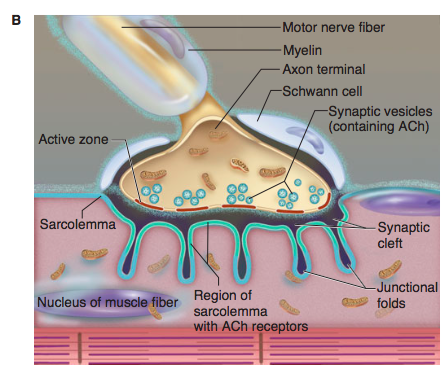 B
Motor nerve fiber
Myelin
Axon terminal
Schwann cell
Synaptic vesicles
(containing ACh)
Active zone
Sarcolemma
Synaptic
cleft
Junctional
folds
Nucleus of muscle fiber
Region of
sarcolemma
with ACh receptors